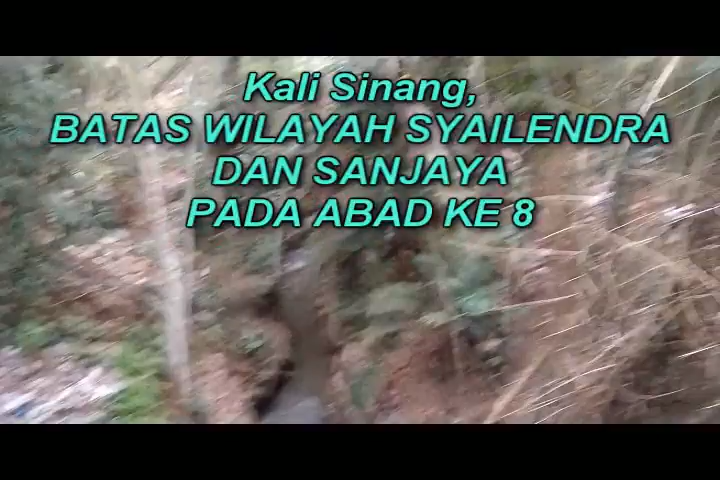 Kali Sinang,
BATAS WILAYAH SYAILENDRA
DAN SANJAYA
PADA ABAD KE 8